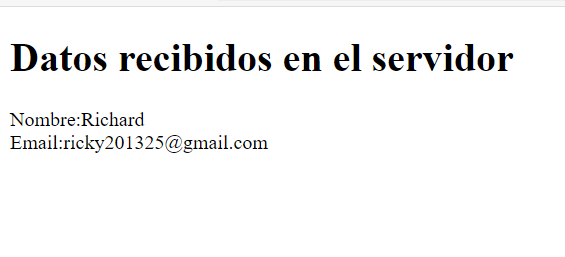 Datos recibidos en el servidor
Nombre:Richard
Email:ricky201325@gmail.com